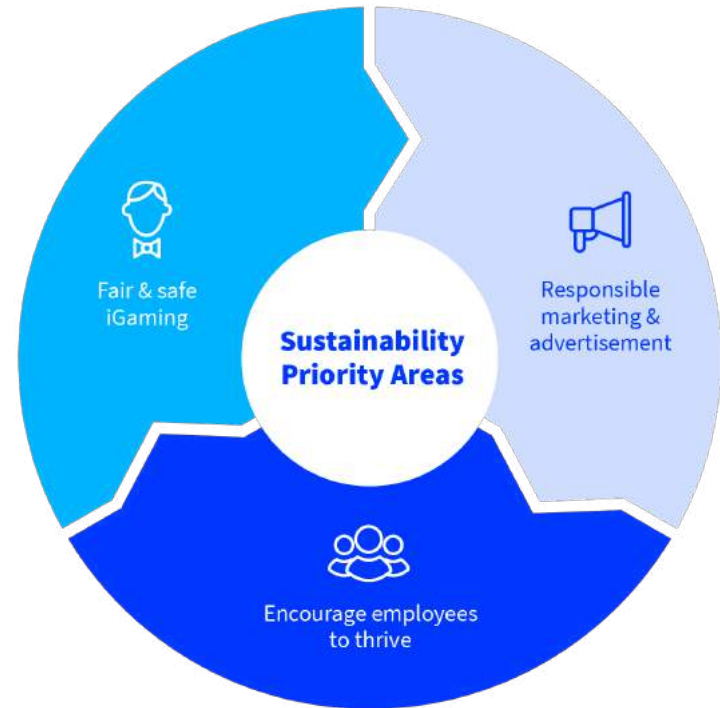 Fair & safe
iGaming
Responsible
marketing &
advertisement
Sustainability
Priority Areas
Encourage employees
to thrive